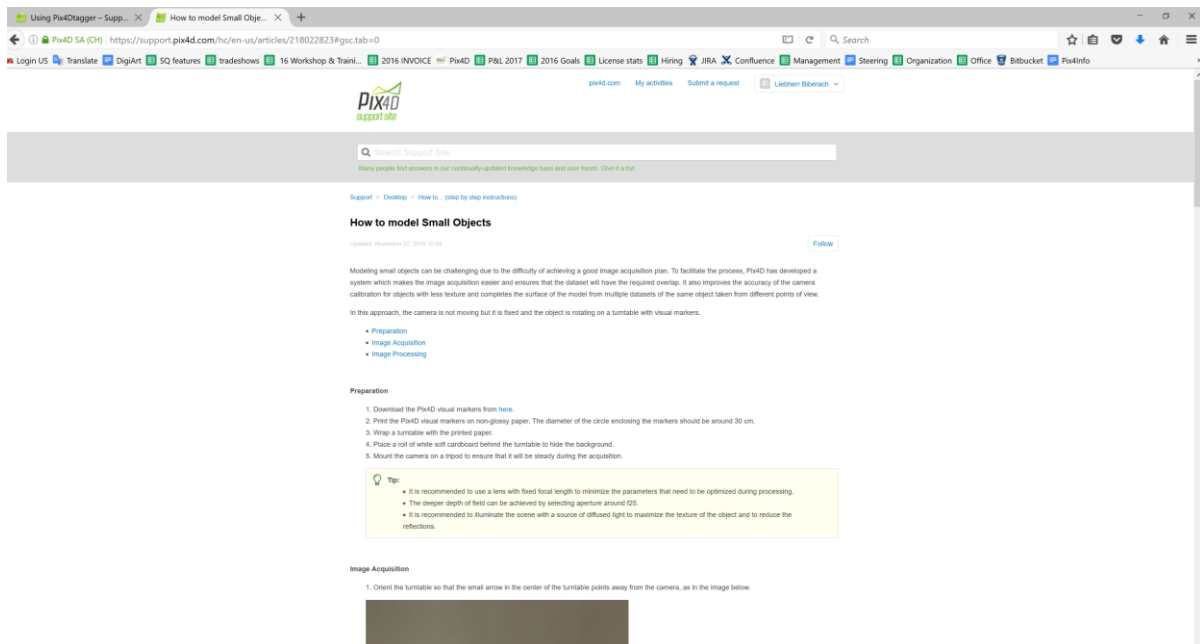 Using Pix4Dtagger – Supp...
How to model Small Obje...
Pix4D SA (CH)
https://support.pix4d.com/hc/en-us/articles/218022823#gsc.tab=0
Search
Login US Translate DigiArt SQ features tradeshows 16 Workshop & Traini... 2016 INVOICE Pix4D P&L 2017 2016 Goals License stats Hiring JIRA Confluence Management Steering Organization Office Bitbucket Pix4Info
PIX4D
support site
pix4d.com My activities Submit a request Liebherr Biberach
Search Support Site
Many people find answers in our continually-updated knowledge base and user forum. Give it a try!
Support > Desktop > How to... (step by step instructions)
How to model Small Objects
Updated: November 22, 2016 12:04
Follow
Modeling small objects can be challenging due to the difficulty of achieving a good image acquisition plan. To facilitate the process, Pix4D has developed a
system which makes the image acquisition easier and ensures that the dataset will have the required overlap. It also improves the accuracy of the camera
calibration for objects with less texture and completes the surface of the model from multiple datasets of the same object taken from different points of view.
In this approach, the camera is not moving but it is fixed and the object is rotating on a turntable with visual markers.
• Preparation
• Image Acquisition
• Image Processing
Preparation
1. Download the Pix4D visual markers from here.
2. Print the Pix4D visual markers on non-glossy paper. The diameter of the circle enclosing the markers should be around 30 cm.
3. Wrap a turntable with the printed paper.
4. Place a roll of white soft cardboard behind the turntable to hide the background.
5. Mount the camera on a tripod to ensure that it will be steady during the acquisition.
Tip:
• It is recommended to use a lens with fixed focal length to minimize the parameters that need to be optimized during processing.
• The deeper depth of field can be achieved by selecting aperture around f25.
• It is recommended to illuminate the scene with a source of diffused light to maximize the texture of the object and to reduce the
reflections.
Image Acquisition
1. Orient the turntable so that the small arrow in the center of the turntable points away from the camera, as in the image below.